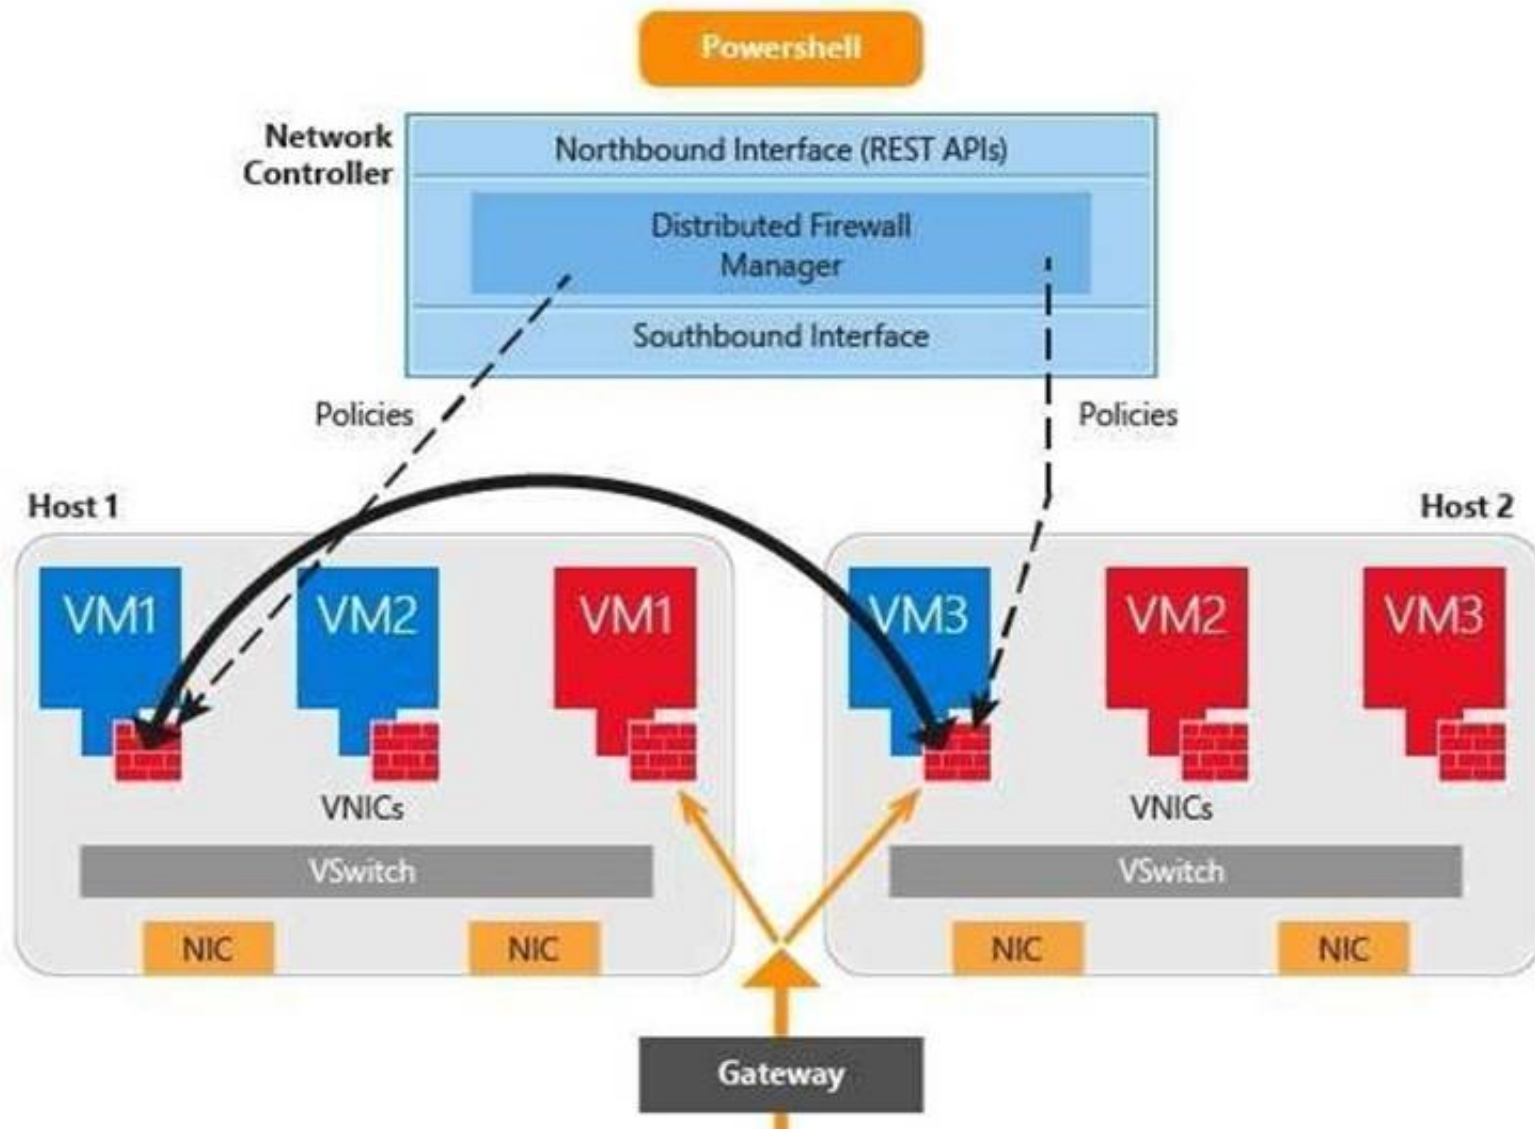 Powershell
Network
Controller
Northbound Interface (REST APIs)
Distributed Firewall
Manager
Southbound Interface
Policies
Policies
Host 1
Host 2
VM1
VM2
VM1
VM3
VM2
VM3
VNICs
VNICs
VSwitch
VSwitch
NIC
NIC
NIC
NIC
Gateway